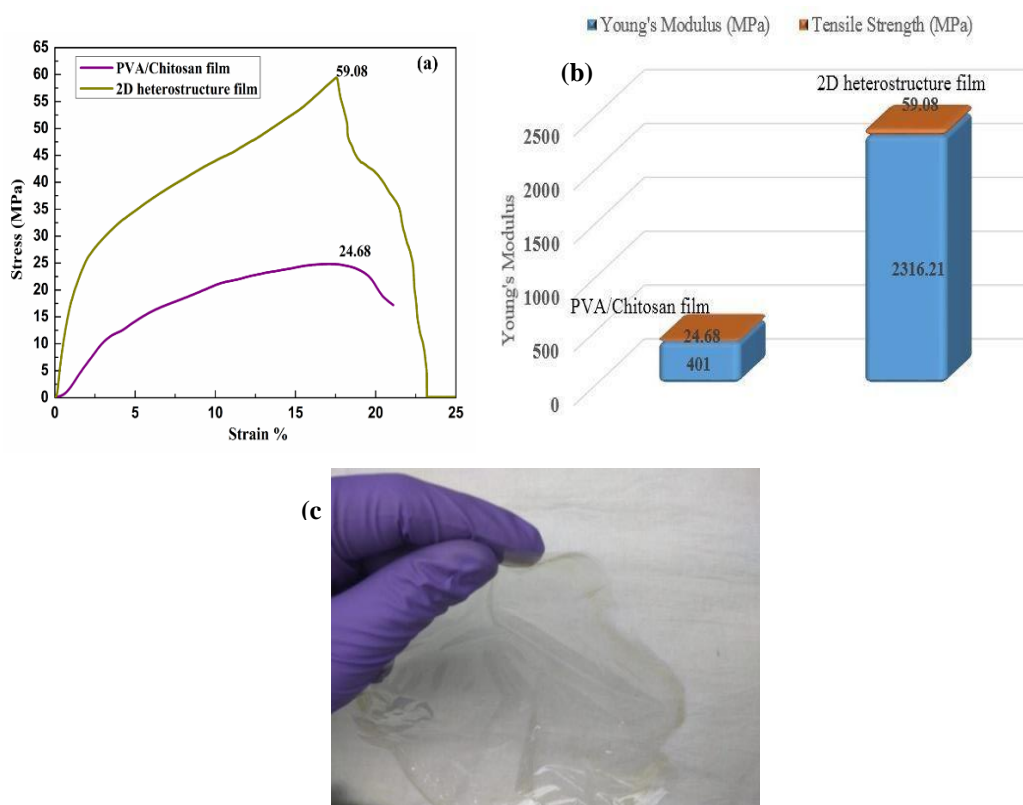 (a)
PVA/Chitosan film
2D heterostructure film
59.08
24.68
65
60
55
50
45
40
35
30
25
20
15
10
5
0
Stress (MPa)
0 5 10 15 20 25
Strain %
Young's Modulus (MPa) Tensile Strength (MPa)
(b)
2D heterostructure film
59.08
2316.21
PVA/Chitosan film
24.68
401
2500
2000
1500
1000
500
0
Young's Modulus
(c